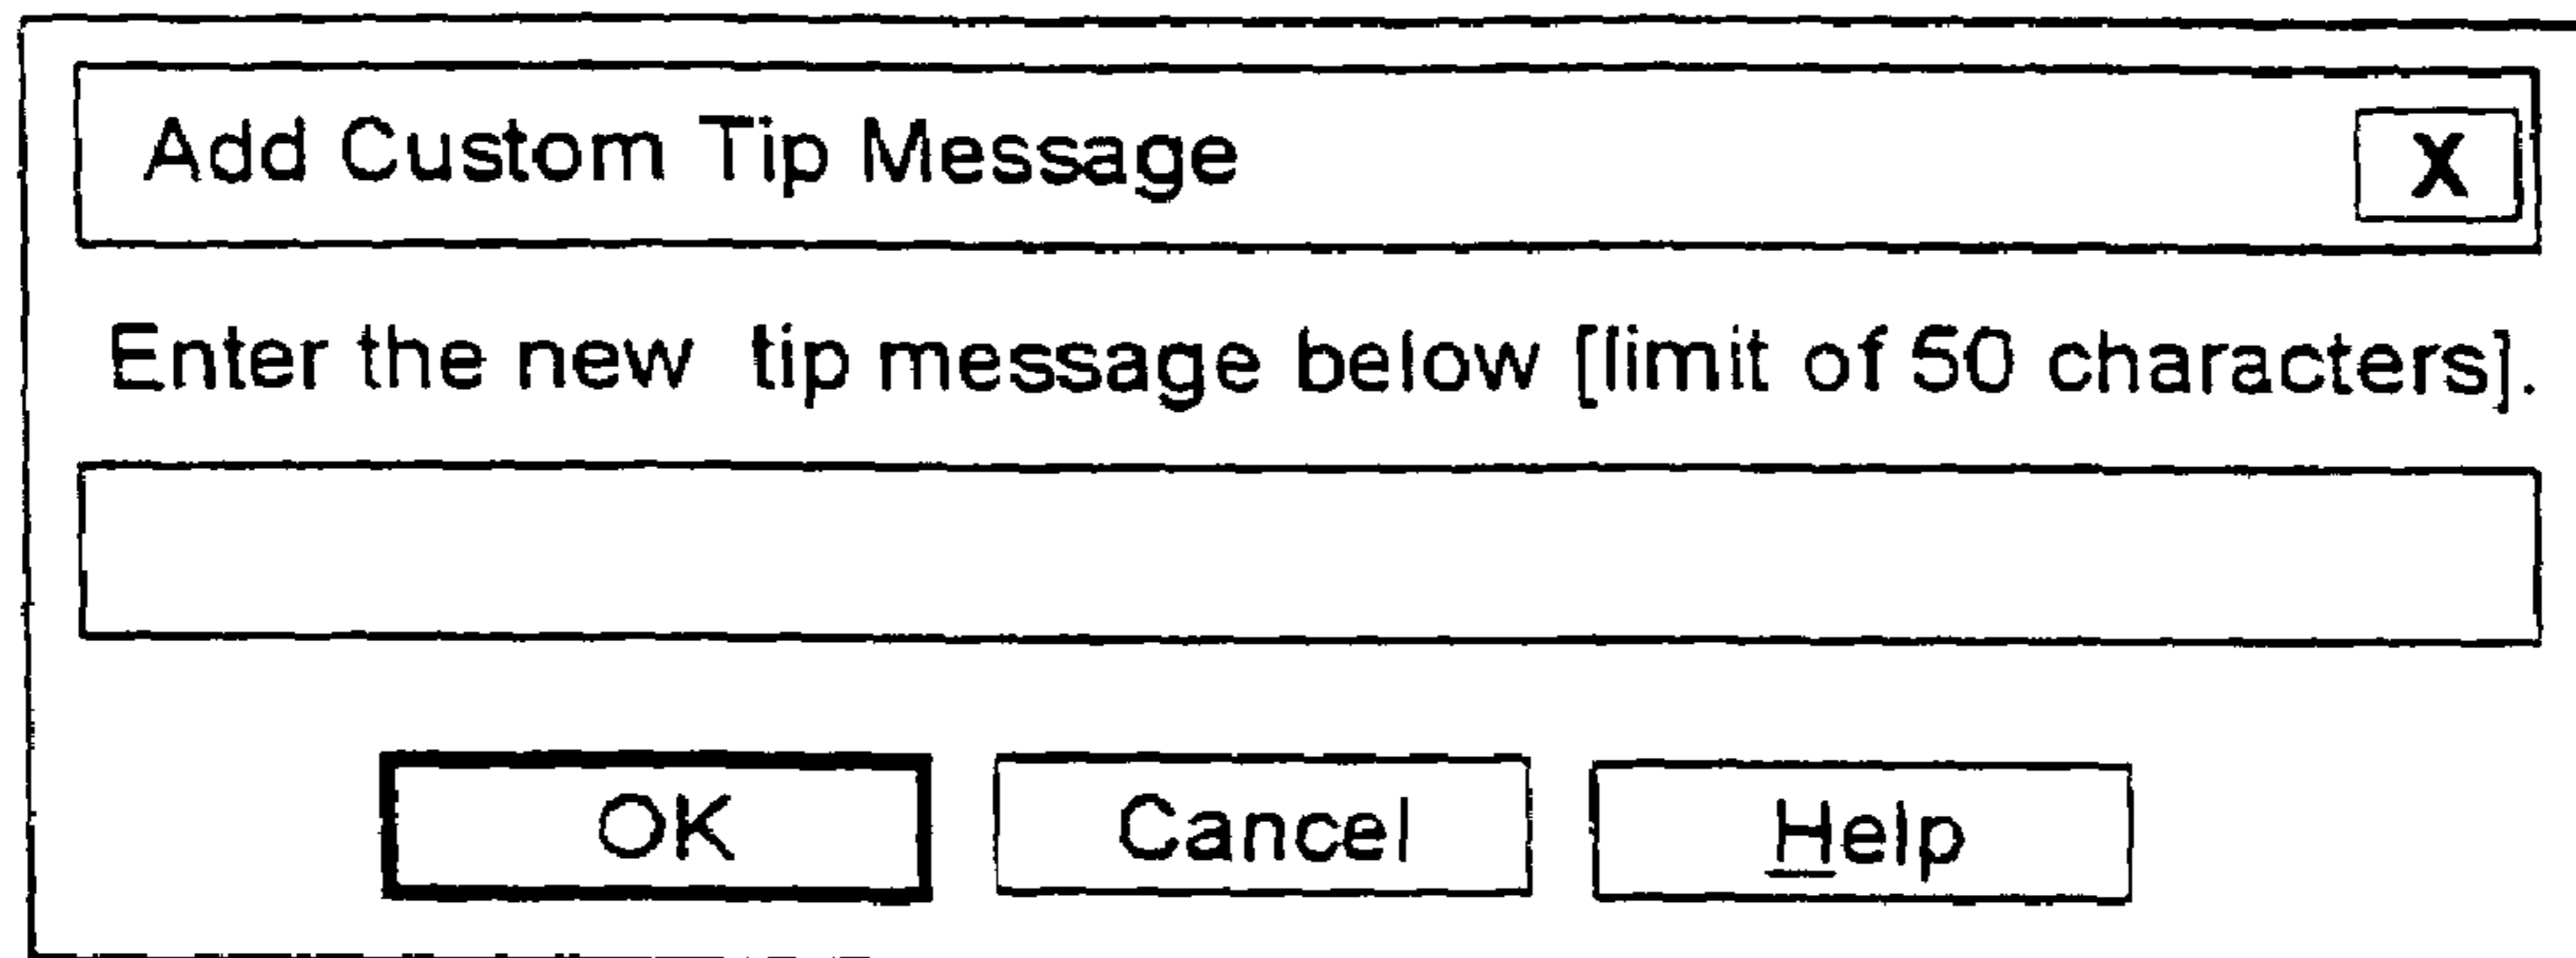 Add Custom Tip Message X
Enter the new tip message below [limit of 50 characters].
OK Cancel Help